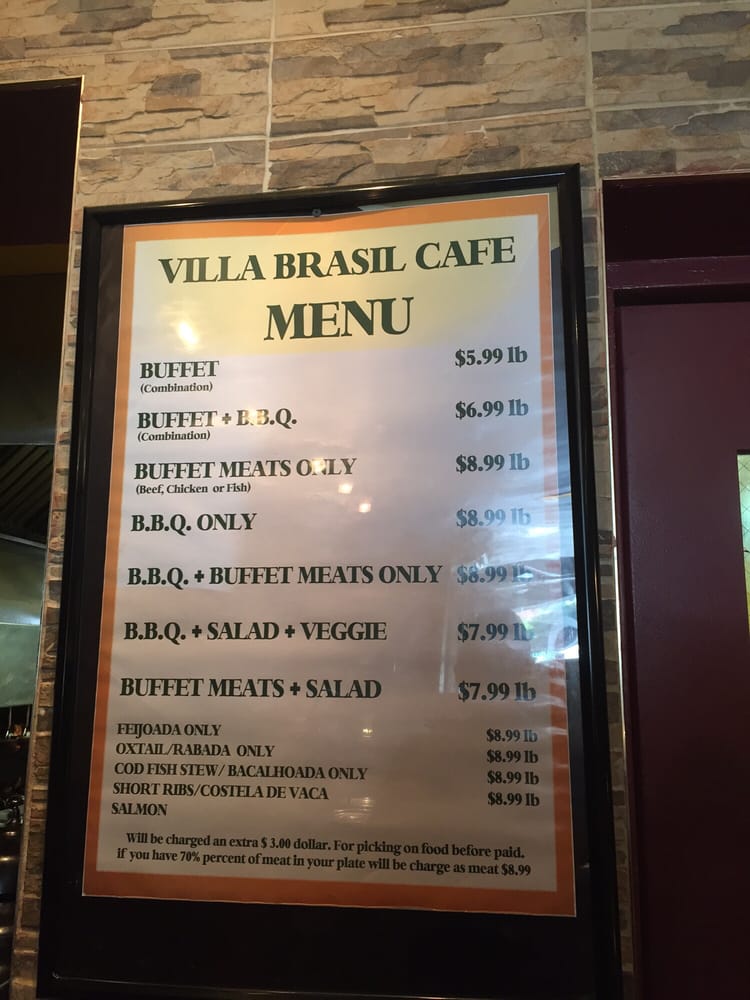 VILLA BRASIL CAFE
MENU
BUFFET $5.99 lb
(Combination)
BUFFET + B.B.Q. $6.99 lb
(Combination)
BUFFET MEATS ONLY $8.99 lb
(Beef, Chicken or Fish)
B.B.Q. ONLY $8.99 lb
B.B.Q. + BUFFET MEATS ONLY $8.99 lb
B.B.Q. + SALAD + VEGGIE $7.99 lb
BUFFET MEATS + SALAD $7.99 lb
FEIJOADA ONLY $8.99 lb
OXTAIL/RABADA ONLY $8.99 lb
COD FISH STEW/ BACALHOADA ONLY $8.99 lb
SHORT RIBS/COSTELA DE VACA $8.99 lb
SALMON
Will be charged an extra $ 3.00 dollar. For picking on food before paid.
if you have 70% percent of meat in your plate will be charge as meat $8.99